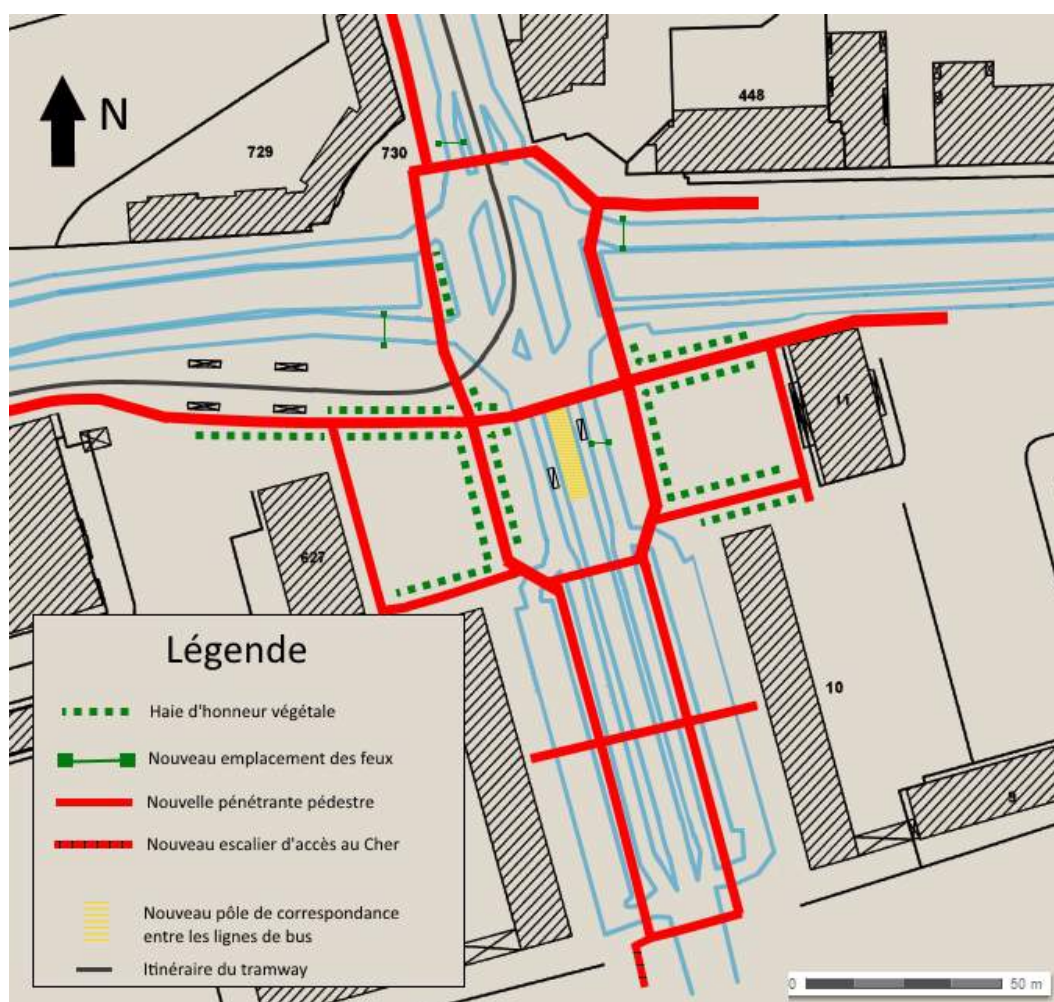 448
N
729
730
11
627
Légende
Haie d'honneur végétale
Nouveau emplacement des feux
Nouvelle pénétrante pédestre
Nouveau escalier d'accès au Cher
Nouveau pôle de correspondance
entre les lignes de bus
Itinéraire du tramway
10
9
0 50 m